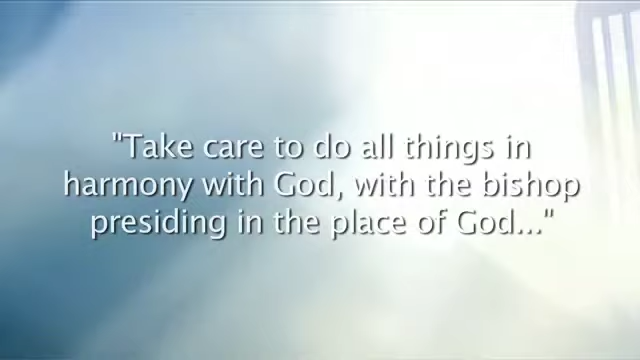 "Take care to do all things in
harmony with God, with the bishop
presiding in the place of God..."